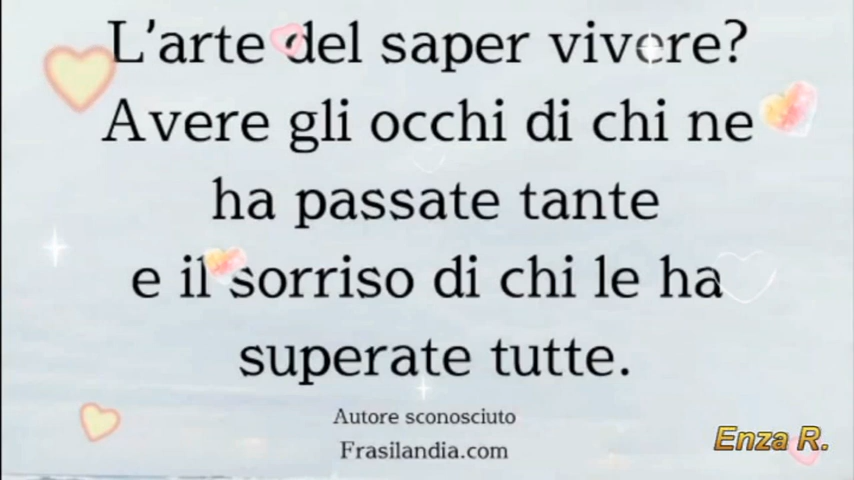 L'arte del saper vivere?
Avere gli occhi di chi ne
ha passate tante
e il sorriso di chi le ha
superate tutte.
Autore sconosciuto
Frasilandia.com
Enza R.